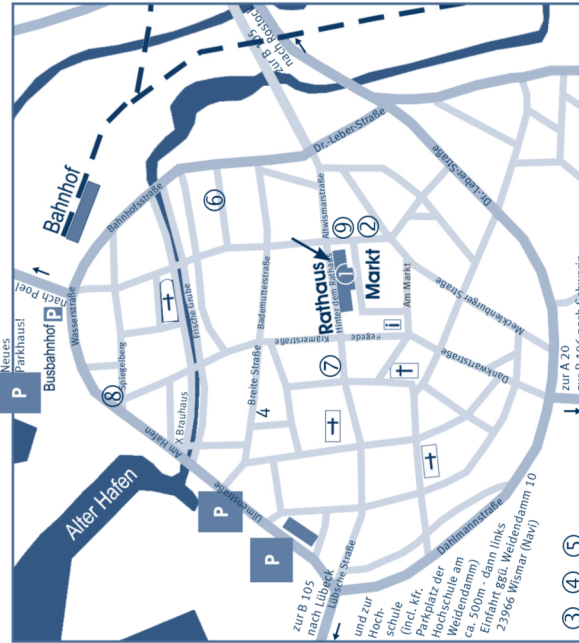 Neues
Parkhaus!
P
nach Poel
Busbahnhof P
Bahnhof
zur B 105
nach Rostock
Wasserstraße
Bahnhofsstraße
Spiegelberg
8
Alter Hafen
Am Hafen
X Brauhaus
Frische Grube
6
Dr.-Leber-Straße
P
P
Ulmenstraße
Breite Straße
4
Bademutterstraße
Altwismarstraße
Rathaus
Hinter dem Rathaus
1
9
2
Markt
Am Markt
i
Krämerstraße
7
Hegede
Dr.-Leber-Straße
Mecklenburger Straße
Dankwartstraße
Dahlmannstraße
Lübsche Straße
zur B 105
nach Lübeck
und zur
Hoch-
schule
(incl. kfr.
Parkplatz der
Hochschule am
Weidendamm)
ca. 500m - dann links
Einfahrt ggü. Weidendamm 10
23966 Wismar (Navi)
zur A 20
3 4 5